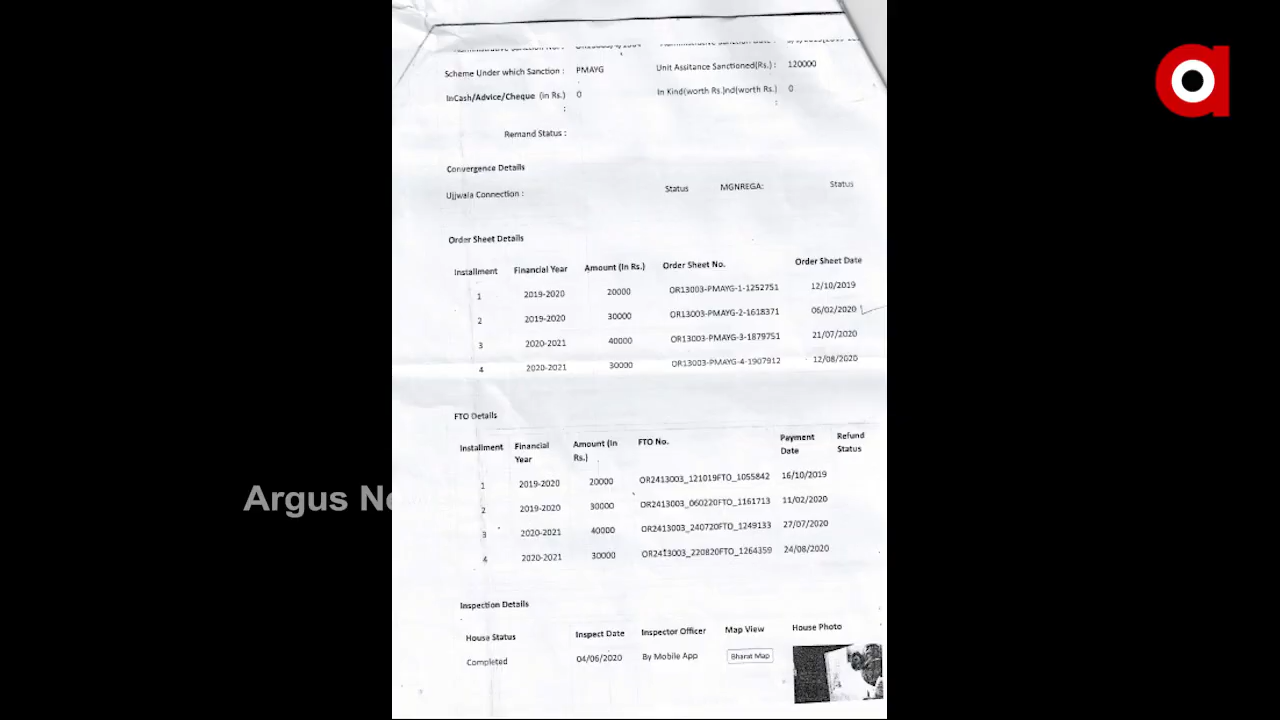 Scheme Under which Sanction : PMAYG Unit Assitance Sanctioned(Rs.) : 120000
InCash/Advice/Cheque (in Rs.) : 0 In Kind(worth Rs.)nd(worth Rs.) : 0
Remand Status :
Convergence Details
Ujjwala Connection : Status MGNREGA: Status
Order Sheet Details
Installment Financial Year Amount (In Rs.) Order Sheet No. Order Sheet Date
1 2019-2020 20000 OR13003-PMAYG-1-1252751 12/10/2019
2 2019-2020 30000 OR13003-PMAYG-2-1618371 06/02/2020
3 2020-2021 40000 OR13003-PMAYG-3-1879751 21/07/2020
4 2020-2021 30000 OR13003-PMAYG-4-1907912 12/08/2020
FTO Details
Installment Financial Year Amount (In Rs.) FTO No. Payment Date Refund Status
1 2019-2020 20000 OR2413003_121019FTO_1055842 16/10/2019
2 2019-2020 30000 OR2413003_060220FTO_1161713 11/02/2020
3 2020-2021 40000 OR2413003_240720FTO_1249133 27/07/2020
4 2020-2021 30000 OR2413003_220820FTO_1264359 24/08/2020
Argus News
Inspection Details
House Status Inspect Date Inspector Officer Map View House Photo
Completed 04/06/2020 By Mobile App Bharat Map